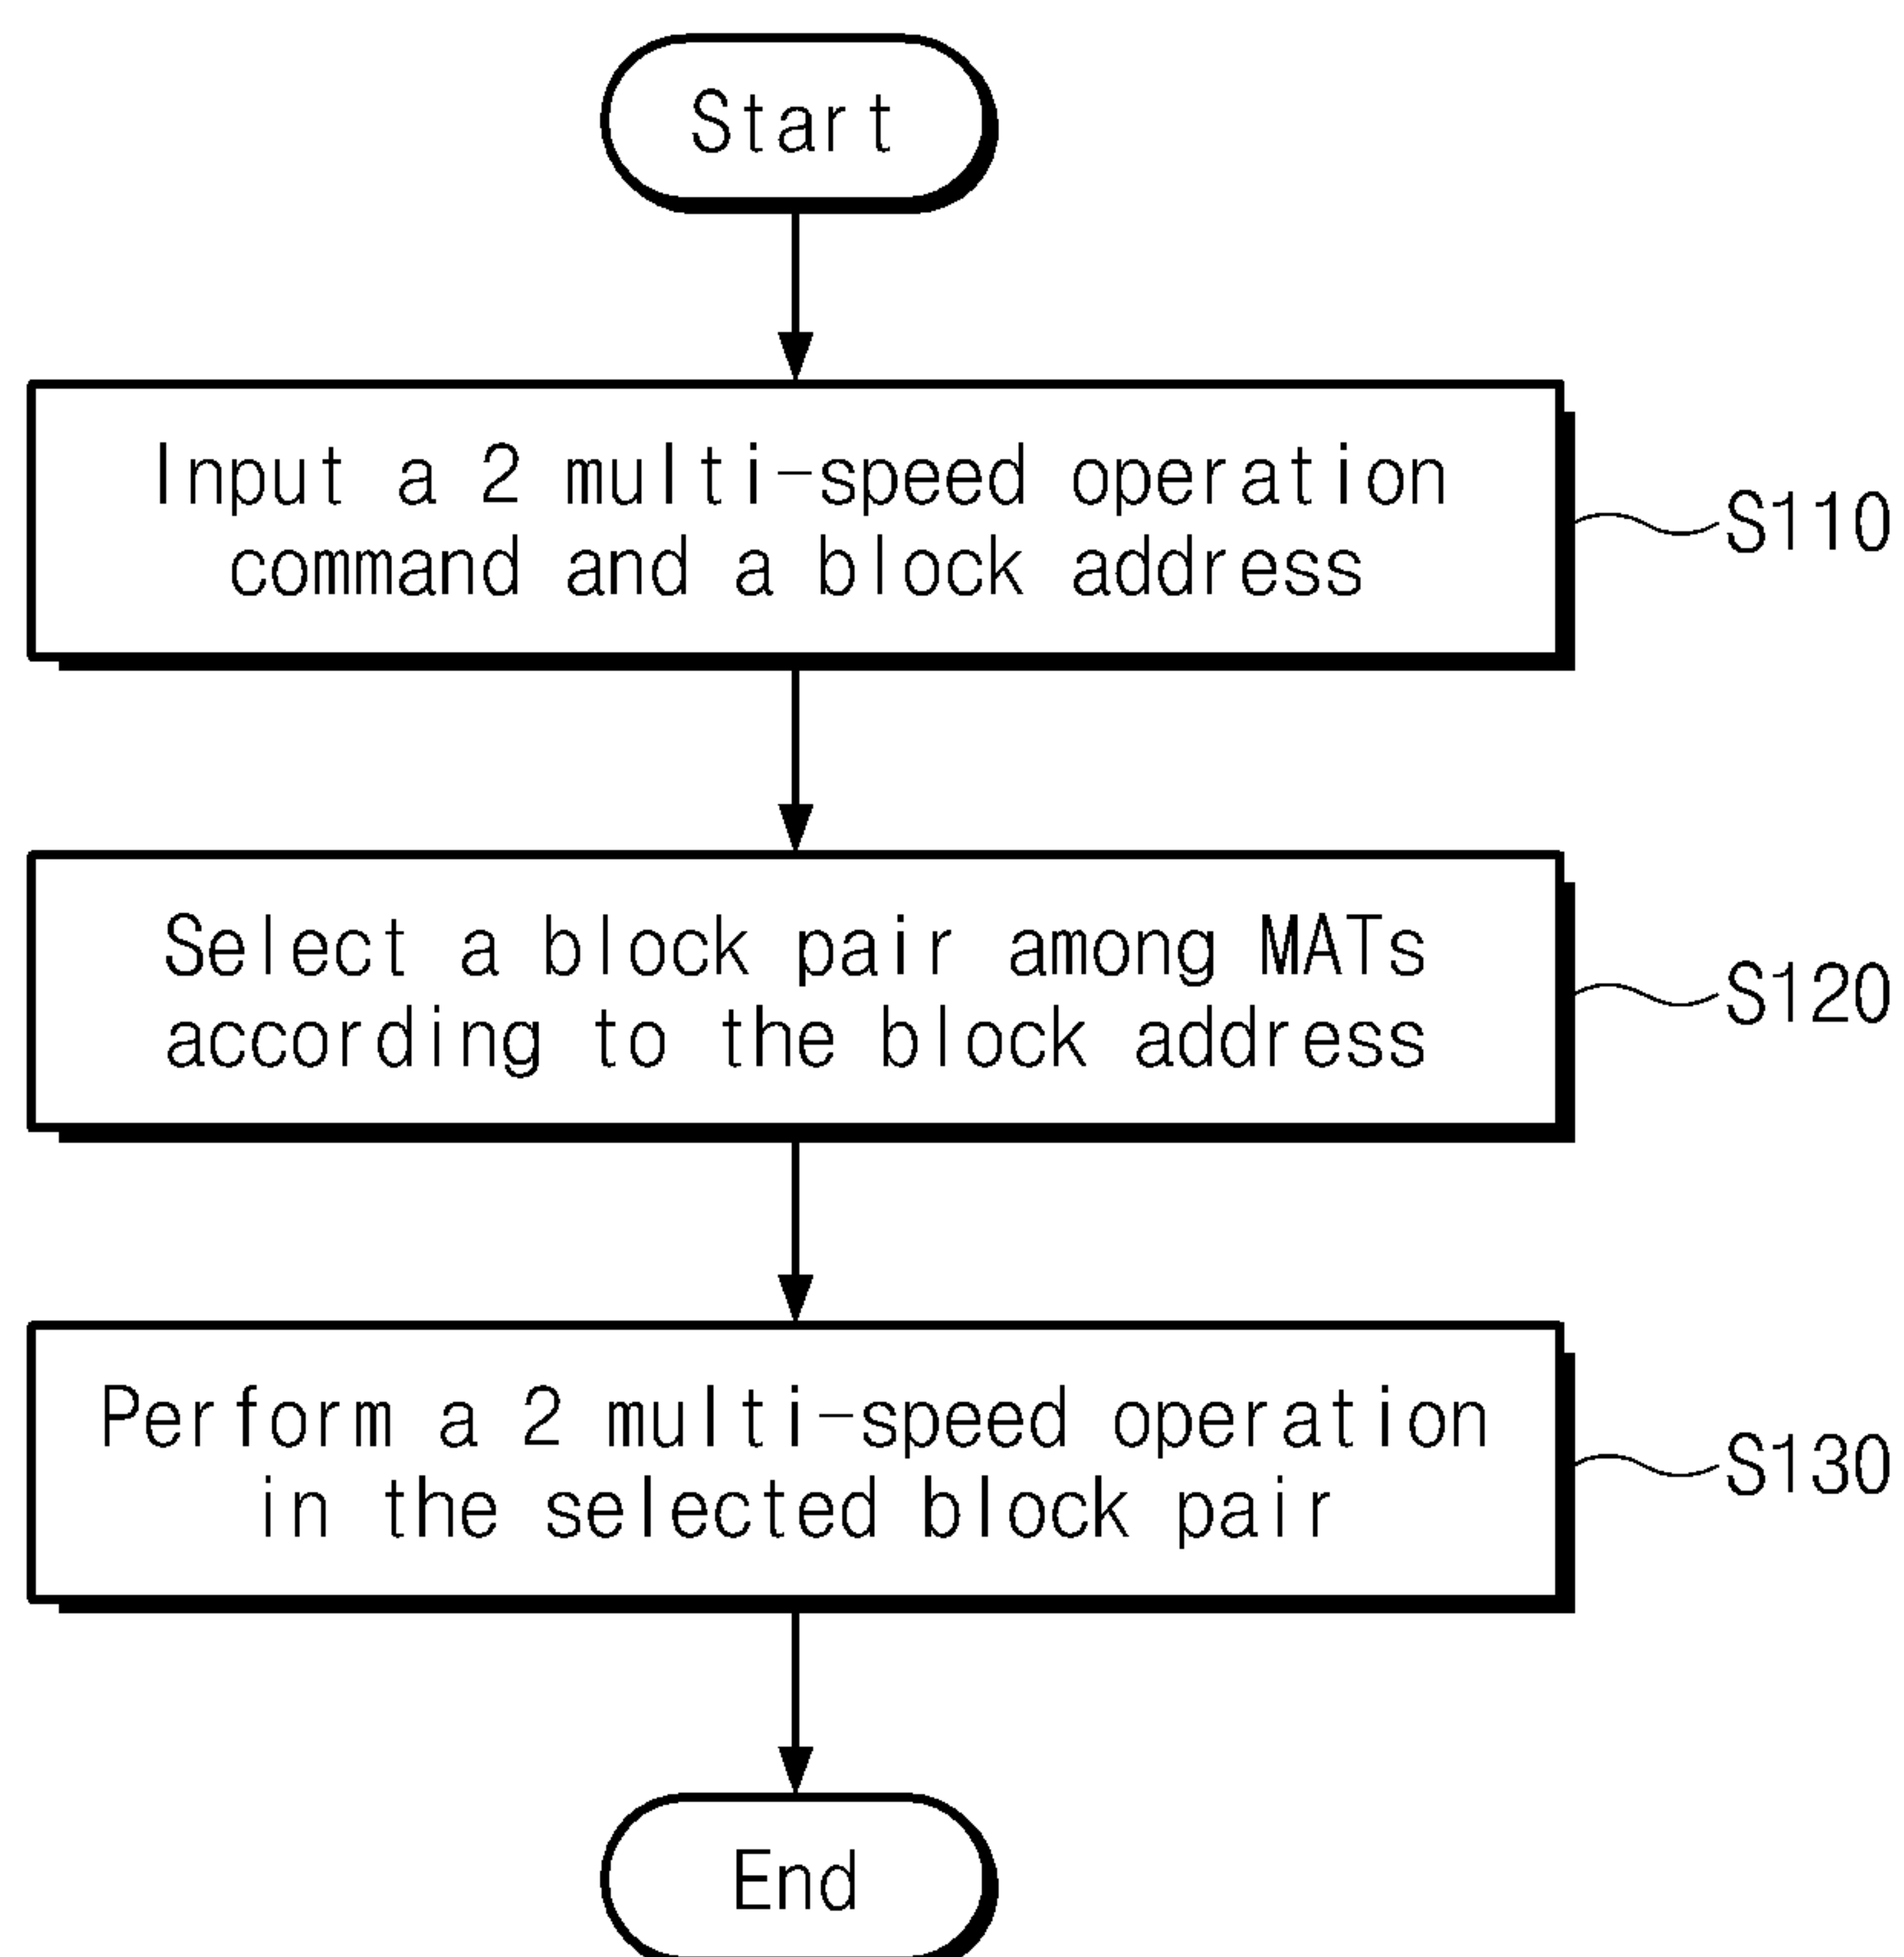 Start
Input a 2 multi-speed operation
command and a block address
S110
Select a block pair among MATs
according to the block address
S120
Perform a 2 multi-speed operation
in the selected block pair
S130
End